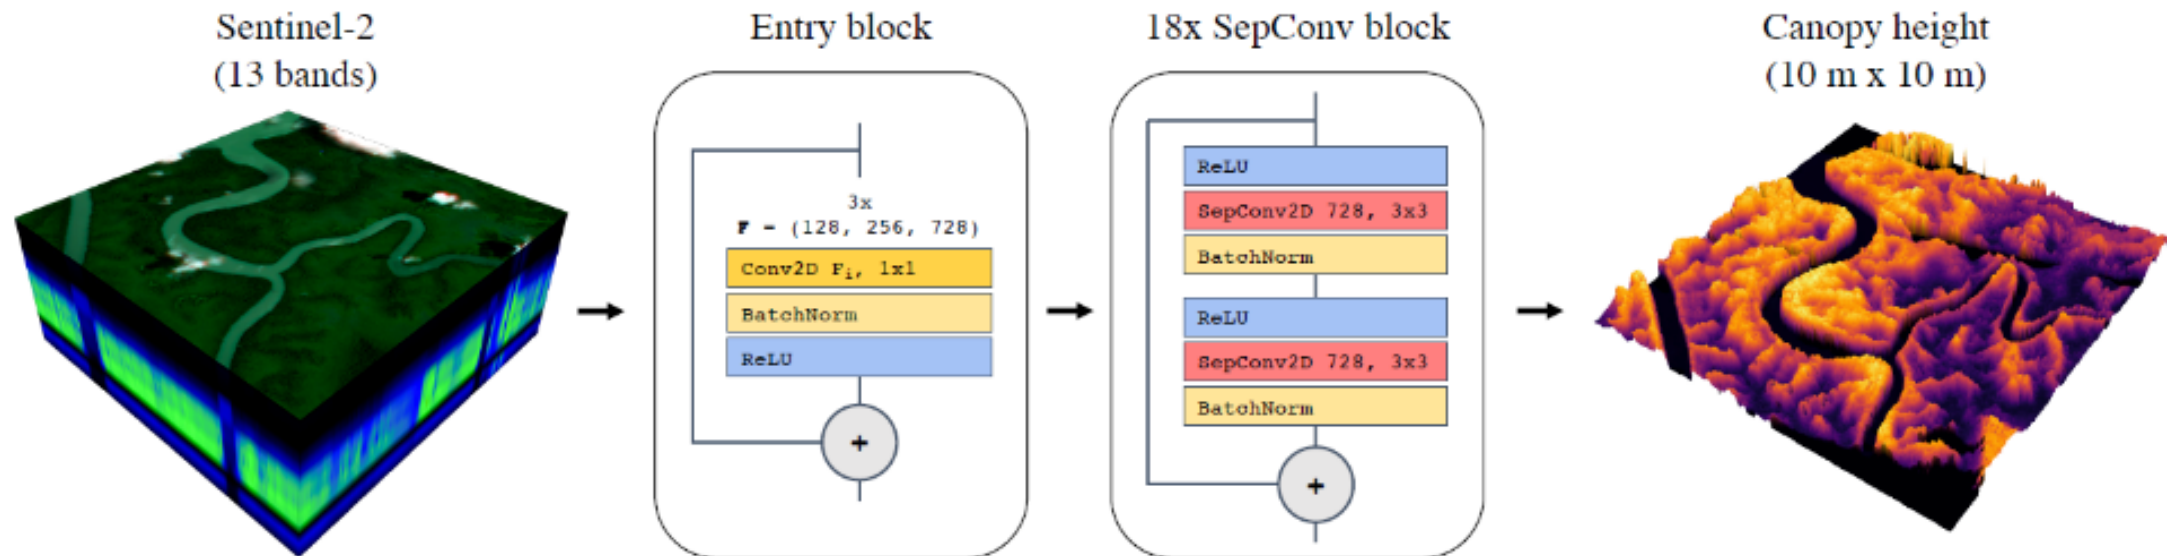 Sentinel-2
(13 bands)
Entry block
3x
F = (128, 256, 728)
Conv2D Fi, 1x1
BatchNorm
ReLU
+
18x SepConv block
ReLU
SepConv2D 728, 3x3
BatchNorm
ReLU
SepConv2D 728, 3x3
BatchNorm
+
Canopy height
(10 m x 10 m)